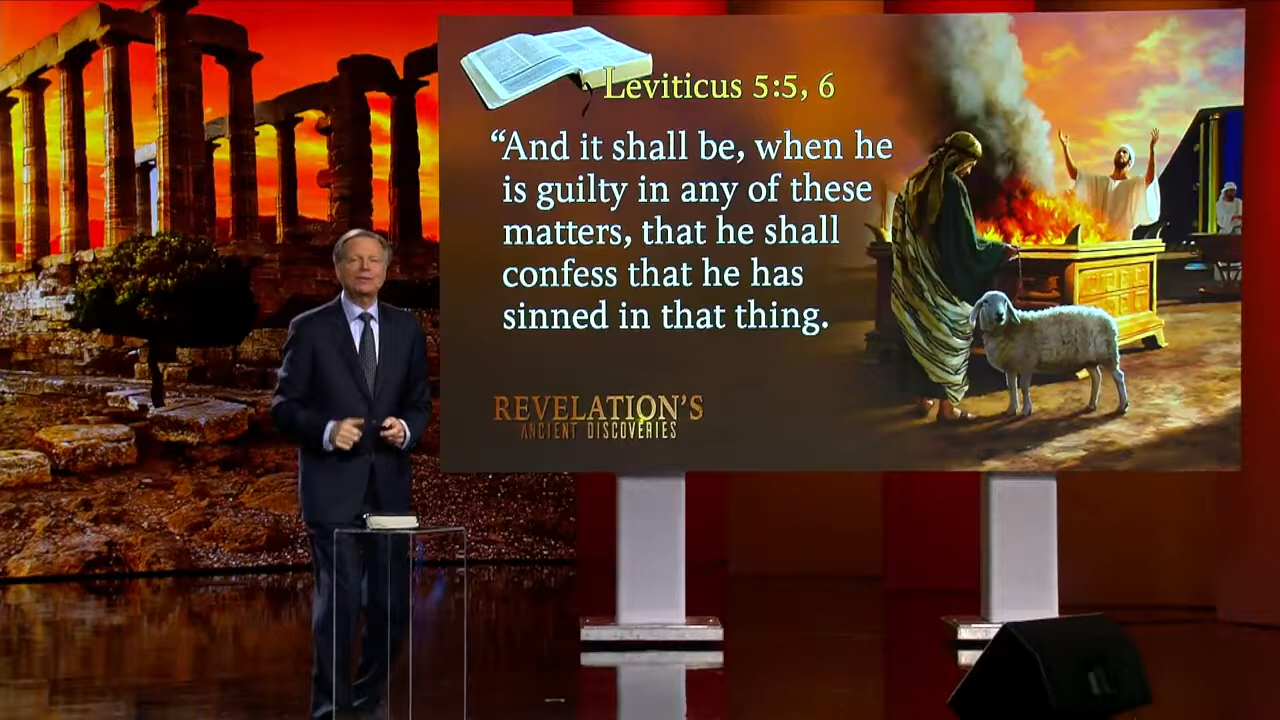 Leviticus 5:5, 6
“And it shall be, when he
is guilty in any of these
matters, that he shall
confess that he has
sinned in that thing.
REVELATION’S
ANCIENT DISCOVERIES